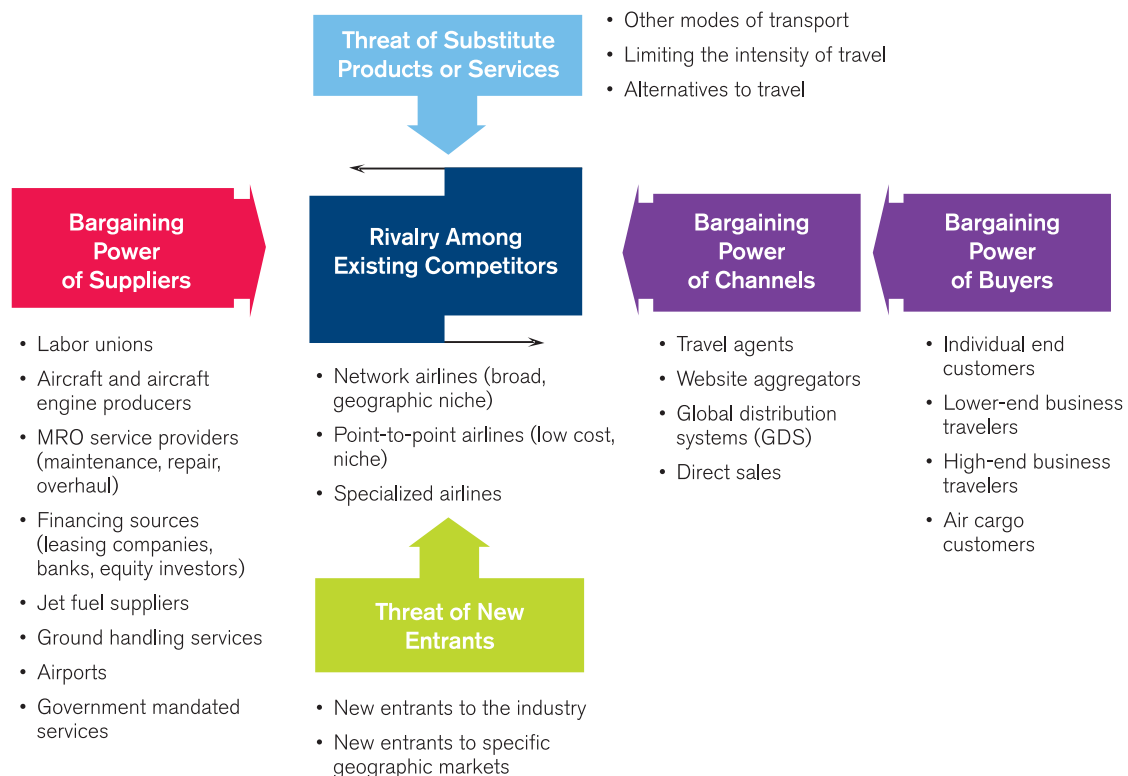 Threat of Substitute
Products or Services
• Other modes of transport
• Limiting the intensity of travel
• Alternatives to travel
Bargaining
Power
of Suppliers
• Labor unions
• Aircraft and aircraft
engine producers
• MRO service providers
(maintenance, repair,
overhaul)
• Financing sources
(leasing companies,
banks, equity investors)
• Jet fuel suppliers
• Ground handling services
• Airports
• Government mandated
services
Rivalry Among
Existing Competitors
• Network airlines (broad,
geographic niche)
• Point-to-point airlines (low cost,
niche)
• Specialized airlines
Threat of New
Entrants
• New entrants to the industry
• New entrants to specific
geographic markets
Bargaining
Power
of Channels
• Travel agents
• Website aggregators
• Global distribution
systems (GDS)
• Direct sales
Bargaining
Power
of Buyers
• Individual end
customers
• Lower-end business
travelers
• High-end business
travelers
• Air cargo
customers